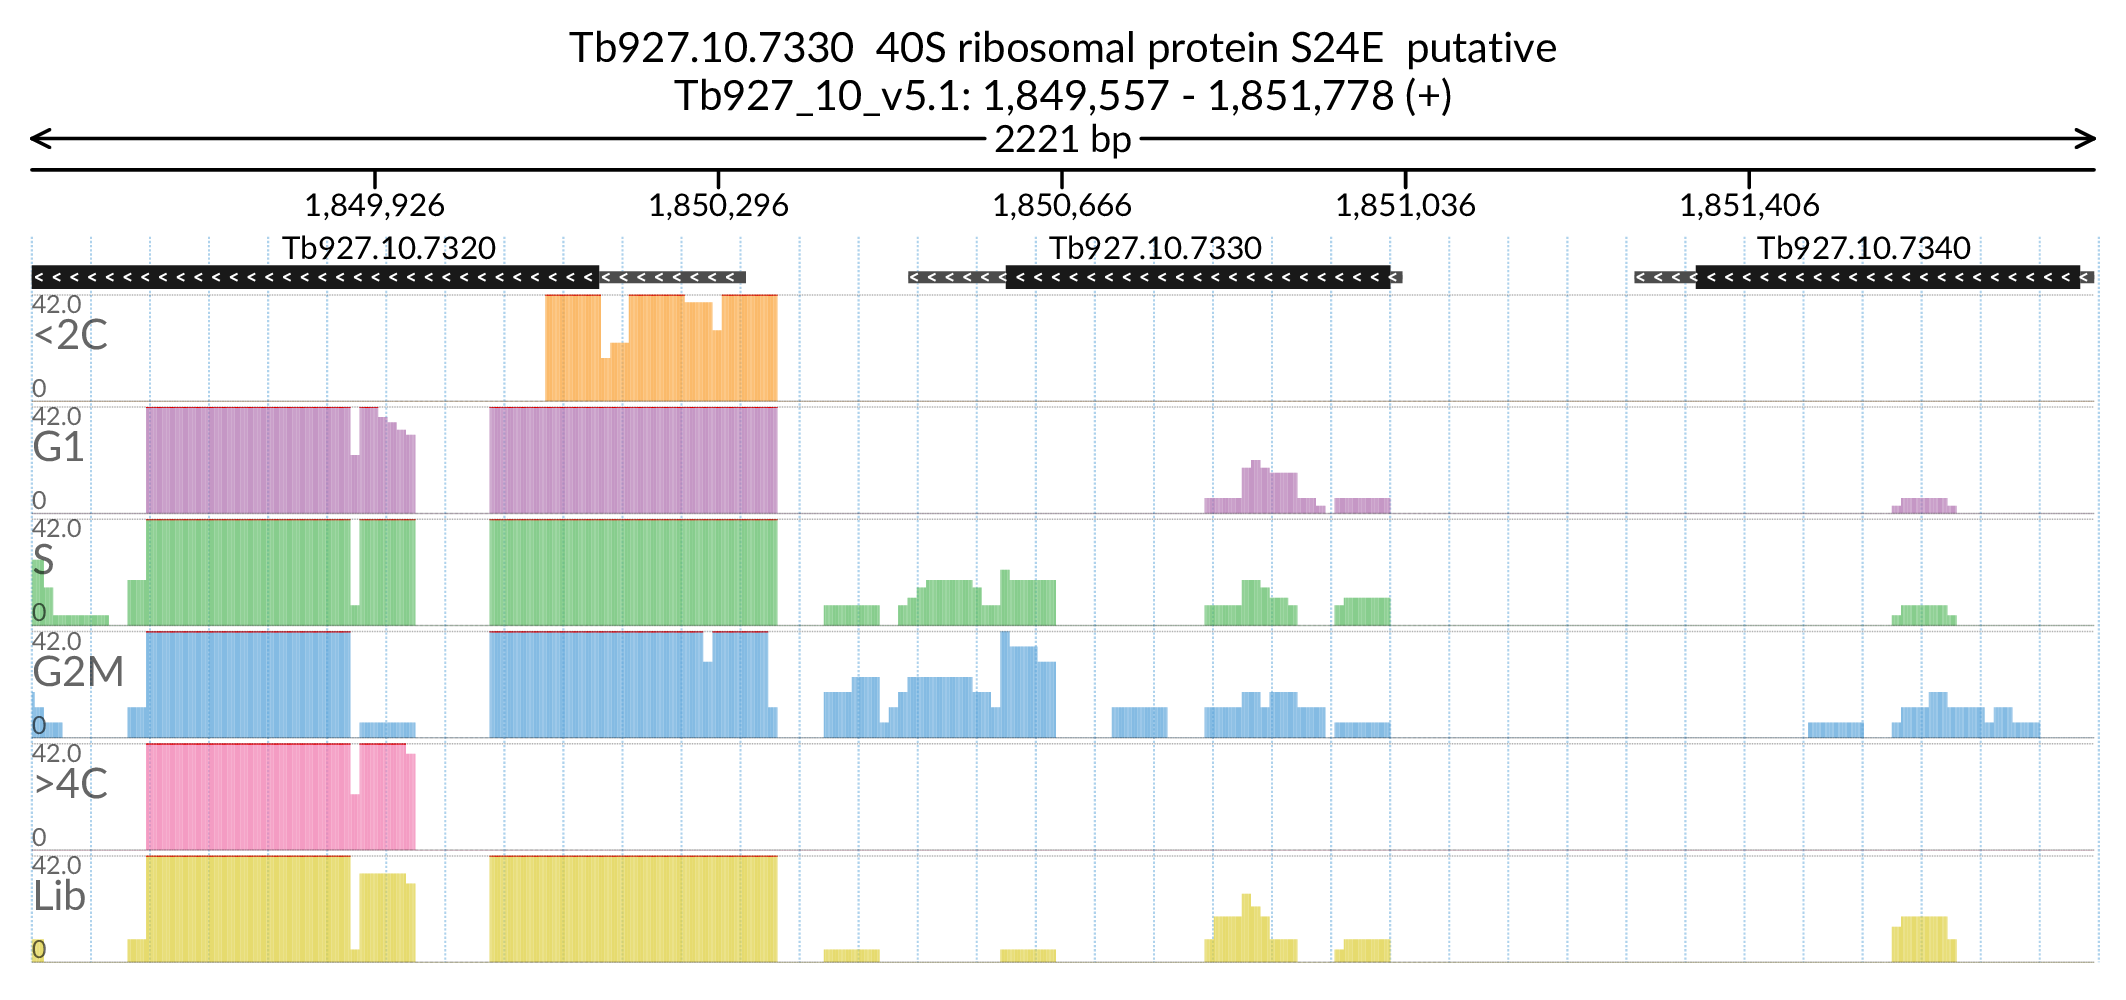 Tb927.10.7330  40S ribosomal protein S24E  putative
Tb927_10_v5.1: 1,849,557 - 1,851,778 (+)
2221 bp
1,849,926 1,850,296 1,850,666 1,851,036 1,851,406
Tb927.10.7320 Tb927.10.7330 Tb927.10.7340
42.0
<2C
0
42.0
G1
0
42.0
S
0
42.0
G2M
0
42.0
>4C
0
42.0
Lib
0